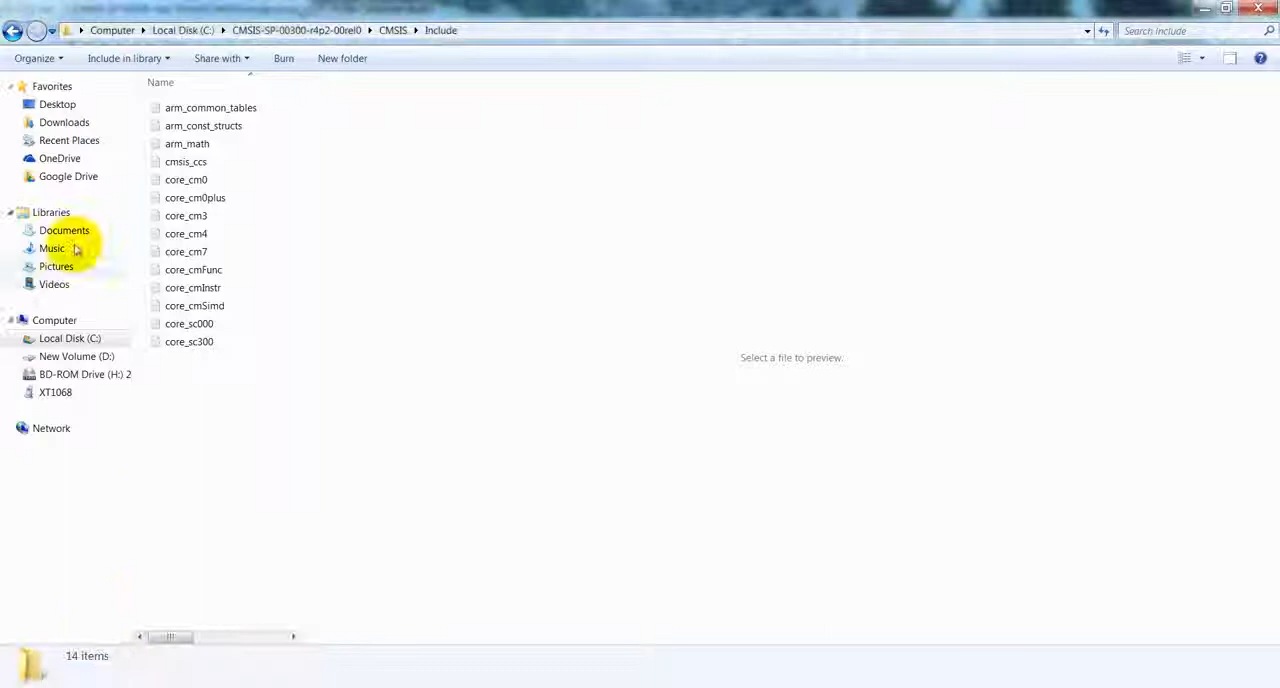 Computer Local Disk (C:) CMSIS-SP-00300-r4p2-00rel0 CMSIS Include Search Include
Organize Include in library Share with Burn New folder
Name
Favorites
Desktop
Downloads
Recent Places
OneDrive
Google Drive
Libraries
Documents
Music
Pictures
Videos
Computer
Local Disk (C:)
New Volume (D:)
BD-ROM Drive (H:) 2
XT1068
Network
arm_common_tables
arm_const_structs
arm_math
cmsis_ccs
core_cm0
core_cm0plus
core_cm3
core_cm4
core_cm7
core_cmFunc
core_cmInstr
core_cmSimd
core_sc000
core_sc300
Select a file to preview.
14 items